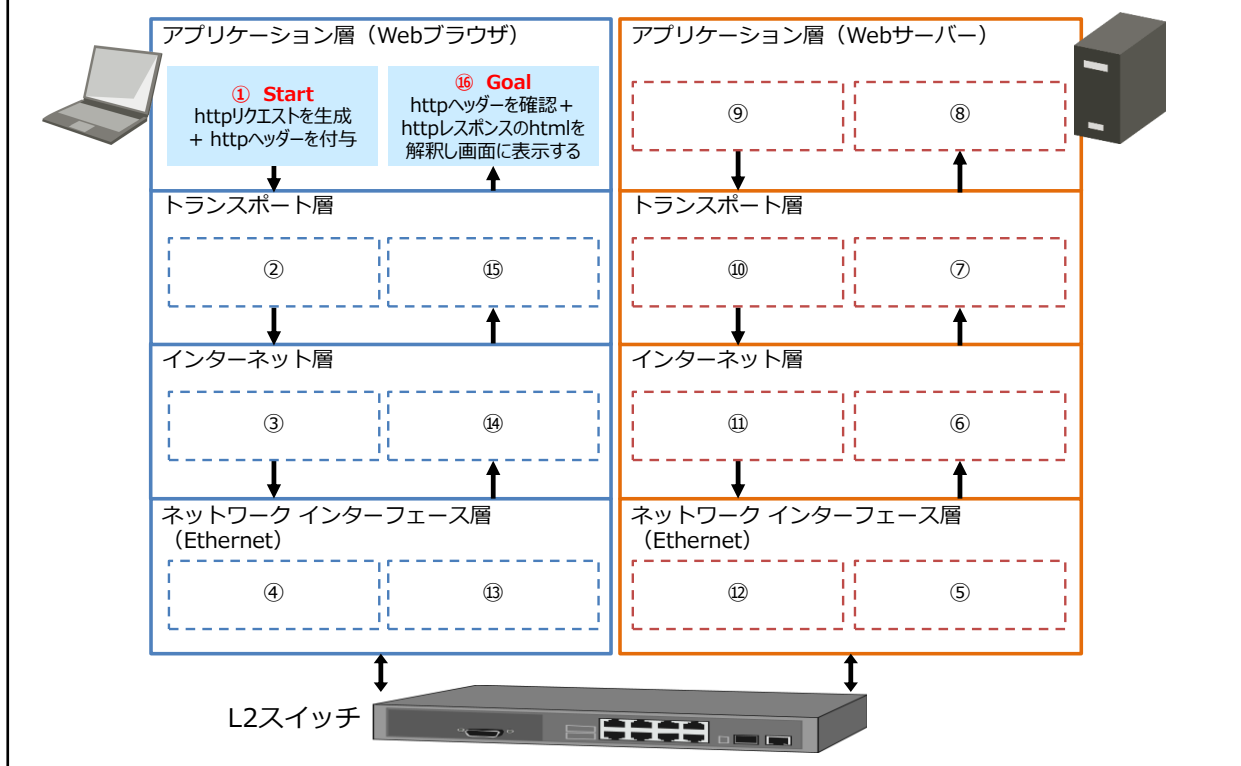 アプリケーション層（Webブラウザ）
① Start
httpリクエストを生成
+ httpヘッダーを付与
⑯ Goal
httpヘッダーを確認+
httpレスポンスのhtmlを
解釈し画面に表示する
トランスポート層
②
⑮
インターネット層
③
⑭
ネットワーク インターフェース層
（Ethernet）
④
⑬
アプリケーション層（Webサーバー）
⑨
⑧
トランスポート層
⑩
⑦
インターネット層
⑪
⑥
ネットワーク インターフェース層
（Ethernet）
⑫
⑤
L2スイッチ